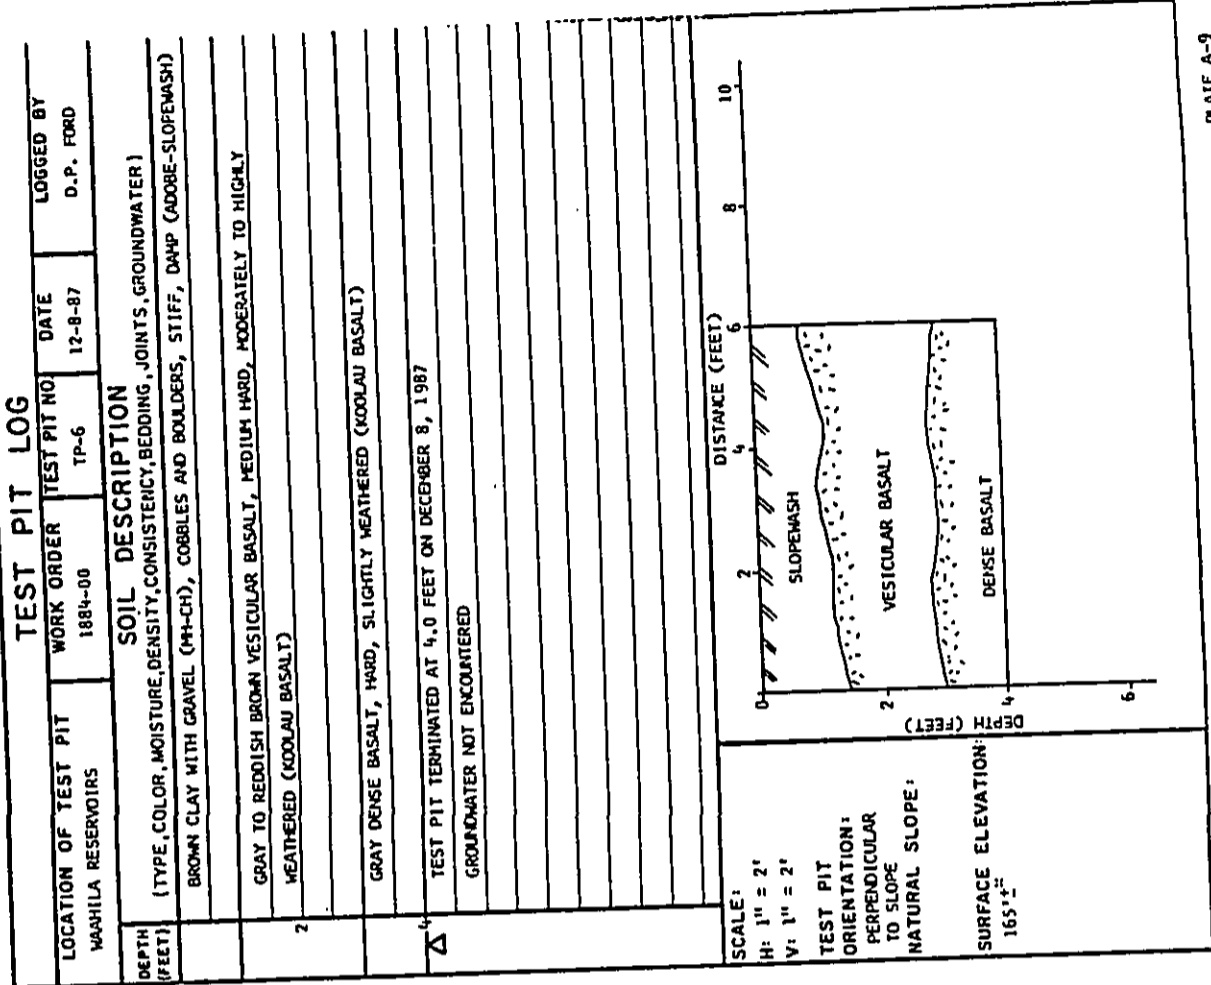 TEST PIT LOG
LOCATION OF TEST PIT
WAAHILA RESERVOIRS
WORK ORDER
1884-00
TEST PIT NO.
TP-6
DATE
12-8-87
LOGGED BY
D.P. FORD
DEPTH
(FEET)
SOIL DESCRIPTION
(TYPE,COLOR,MOISTURE,DENSITY,CONSISTENCY,BEDDING,JOINTS,GROUNDWATER)
BROWN CLAY WITH GRAVEL (MH-CH), COBBLES AND BOULDERS, STIFF, DAMP (ADOBE-SLOPEWASH)
GRAY TO REDDISH BROWN VESICULAR BASALT, MEDIUM HARD, MODERATELY TO HIGHLY
2
WEATHERED (KOOLAU BASALT)
GRAY DENSE BASALT, HARD, SLIGHTLY WEATHERED (KOOLAU BASALT)
4
TEST PIT TERMINATED AT 4.0 FEET ON DECEMBER 8, 1987
GROUNDWATER NOT ENCOUNTERED
SCALE:
H: 1" = 2'
V: 1" = 2'
TEST PIT
ORIENTATION:
PERPENDICULAR
TO SLOPE
NATURAL SLOPE:
SURFACE ELEVATION:
165'±
DISTANCE (FEET)
2
4
6
8
10
DEPTH (FEET)
0
2
4
6
SLOPEWASH
VESICULAR BASALT
DENSE BASALT
PLATE A-9